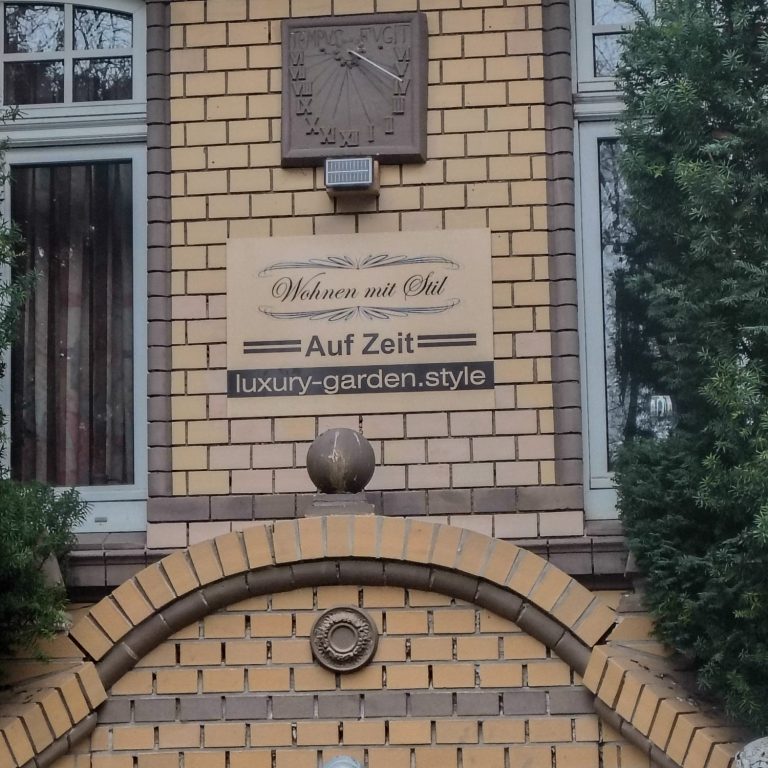 TEMPUS FUGIT
Wohnen mit Stil
Auf Zeit
luxury-garden.style